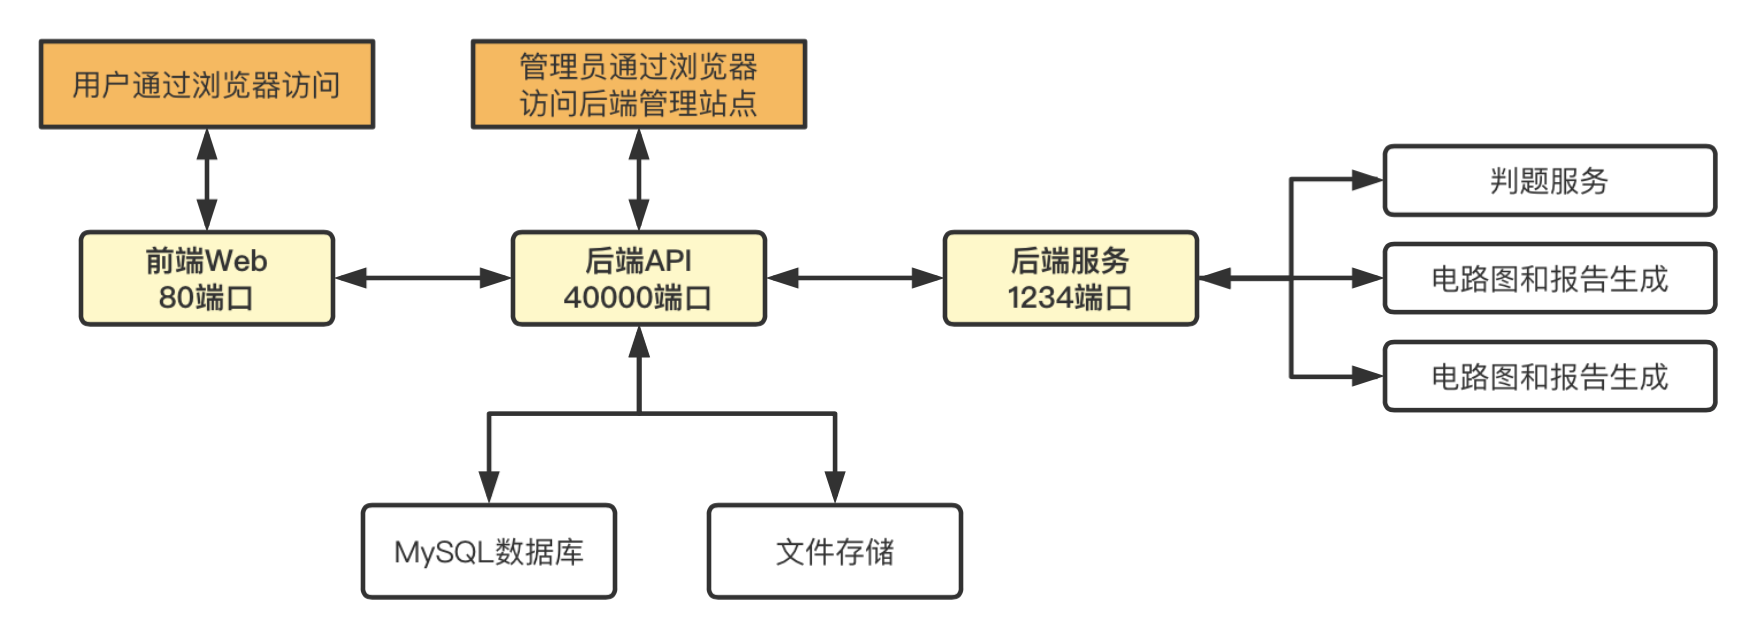 用户通过浏览器访问
管理员通过浏览器
访问后端管理站点
前端Web
80端口
后端API
40000端口
后端服务
1234端口
判题服务
电路图和报告生成
电路图和报告生成
MySQL数据库
文件存储